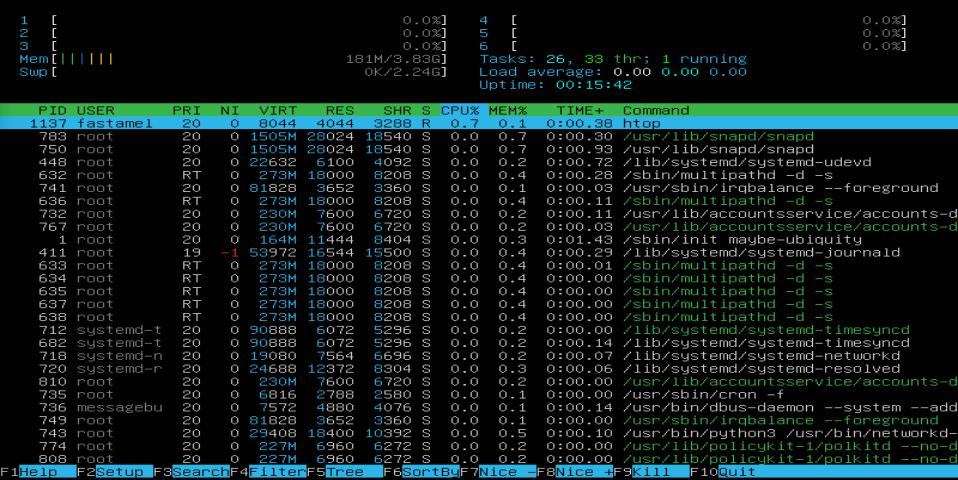 1 [ 0.0%] 4 [ 0.0%]
2 [ 0.0%] 5 [ 0.0%]
3 [ 0.0%] 6 [ 0.0%]
Mem[|||||| 181M/3.83G] Tasks: 26, 33 thr; 1 running
Swp[ 0K/2.24G] Load average: 0.00 0.00 0.00
Uptime: 00:15:42
PID USER PRI NI VIRT RES SHR S CPU% MEM% TIME+ Command
1137 fastamel 20 0 8044 4044 3288 R 0.7 0.1 0:00.38 htop
783 root 20 0 1505M 28024 18540 S 0.0 0.7 0:00.30 /usr/lib/snapd/snapd
750 root 20 0 1505M 28024 18540 S 0.0 0.7 0:00.93 /usr/lib/snapd/snapd
448 root 20 0 22632 6100 4092 S 0.0 0.2 0:00.72 /lib/systemd/systemd-udevd
632 root RT 0 273M 18000 8208 S 0.0 0.4 0:00.28 /sbin/multipathd -d -s
741 root 20 0 81828 3652 3360 S 0.0 0.1 0:00.03 /usr/sbin/irqbalance --foreground
636 root RT 0 273M 18000 8208 S 0.0 0.4 0:00.11 /sbin/multipathd -d -s
732 root 20 0 230M 7600 6720 S 0.0 0.2 0:00.11 /usr/lib/accountsservice/accounts-d
767 root 20 0 230M 7600 6720 S 0.0 0.2 0:00.03 /usr/lib/accountsservice/accounts-d
1 root 20 0 164M 11444 8404 S 0.0 0.3 0:01.43 /sbin/init maybe-ubiquity
411 root 19 -1 53972 16544 15500 S 0.0 0.4 0:00.29 /lib/systemd/systemd-journald
633 root RT 0 273M 18000 8208 S 0.0 0.4 0:00.01 /sbin/multipathd -d -s
634 root RT 0 273M 18000 8208 S 0.0 0.4 0:00.00 /sbin/multipathd -d -s
635 root RT 0 273M 18000 8208 S 0.0 0.4 0:00.00 /sbin/multipathd -d -s
637 root RT 0 273M 18000 8208 S 0.0 0.4 0:00.00 /sbin/multipathd -d -s
638 root RT 0 273M 18000 8208 S 0.0 0.4 0:00.00 /sbin/multipathd -d -s
712 systemd-t 20 0 90888 6072 5296 S 0.0 0.2 0:00.00 /lib/systemd/systemd-timesyncd
682 systemd-t 20 0 90888 6072 5296 S 0.0 0.2 0:00.14 /lib/systemd/systemd-timesyncd
718 systemd-n 20 0 19080 7564 6696 S 0.0 0.2 0:00.07 /lib/systemd/systemd-networkd
720 systemd-r 20 0 24688 12372 8304 S 0.0 0.3 0:00.06 /lib/systemd/systemd-resolved
810 root 20 0 230M 7600 6720 S 0.0 0.2 0:00.00 /usr/lib/accountsservice/accounts-d
735 root 20 0 6816 2788 2580 S 0.0 0.1 0:00.00 /usr/sbin/cron -f
736 messagebu 20 0 7572 4880 4076 S 0.0 0.1 0:00.14 /usr/bin/dbus-daemon --system --add
749 root 20 0 81828 3652 3360 S 0.0 0.1 0:00.00 /usr/sbin/irqbalance --foreground
743 root 20 0 29408 18400 10392 S 0.0 0.5 0:00.10 /usr/bin/python3 /usr/bin/networkd-
774 root 20 0 227M 6960 6272 S 0.0 0.2 0:00.00 /usr/lib/policykit-1/polkitd --no-d
808 root 20 0 227M 6960 6272 S 0.0 0.2 0:00.00 /usr/lib/policykit-1/polkitd --no-d
F1Help F2Setup F3SearchF4FilterF5Tree F6SortByF7Nice -F8Nice +F9Kill F10Quit